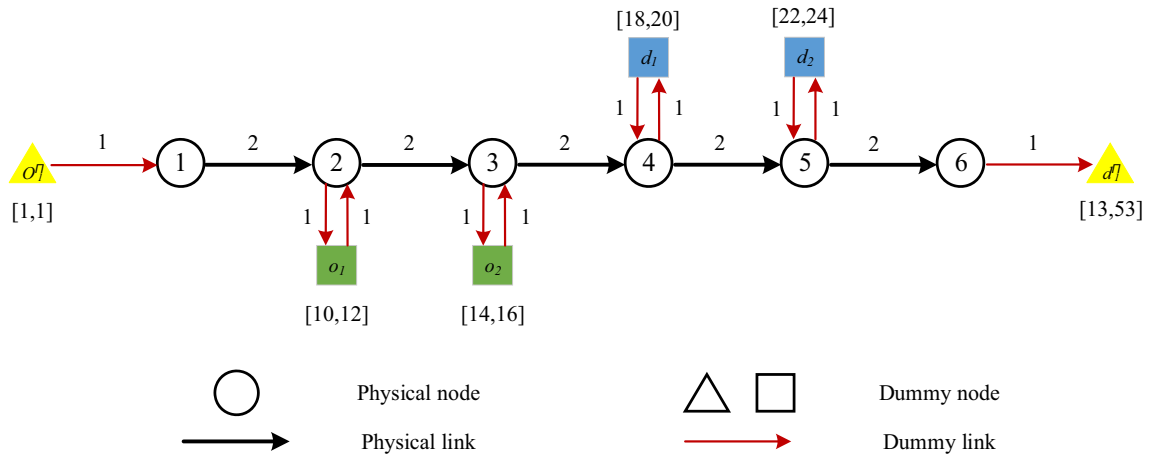 [18,20] [22,24]
d1 d2
1 1 1 1
1 2 2 2 2 2 1
Oη 1 2 3 4 5 6 dη
[1,1] [13,53]
1 1 1 1
o1 o2
[10,12] [14,16]
Physical node Dummy node
Physical link Dummy link